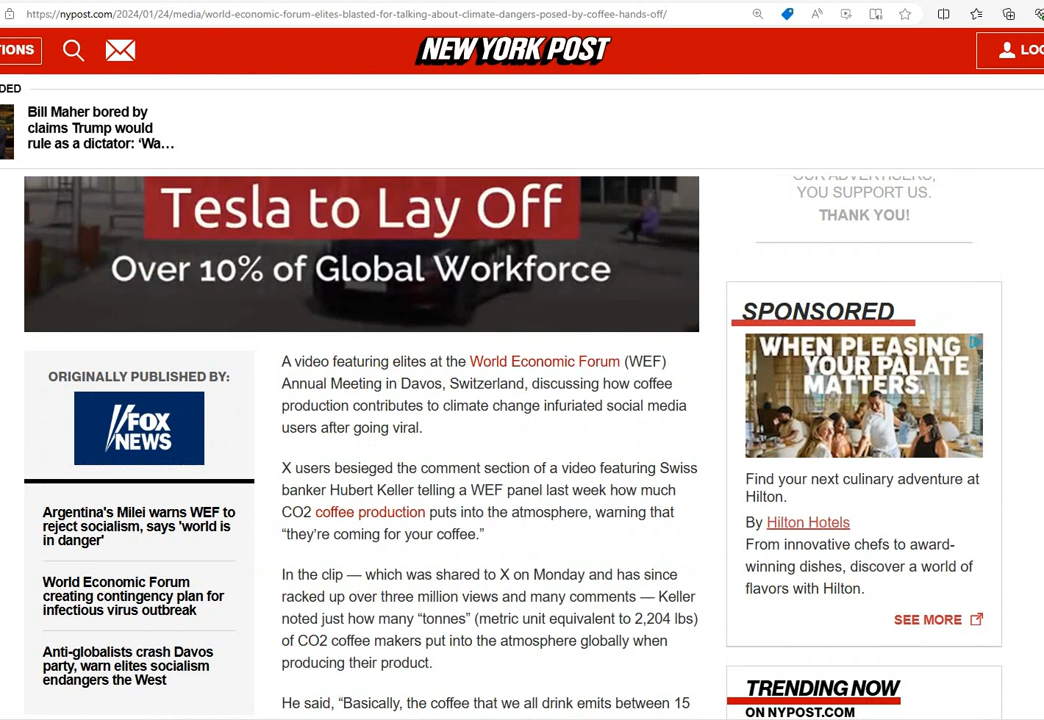 https://nypost.com/2024/01/24/media/world-economic-forum-elites-blasted-for-talking-about-climate-dangers-posed-by-coffee-hands-off/
TIONS
NEW YORK POST
LOG
DED
Bill Maher bored by
claims Trump would
rule as a dictator: ‘Wa…
Tesla to Lay Off
Over 10% of Global Workforce
OUR ADVERTISERS,
YOU SUPPORT US.
THANK YOU!
ORIGINALLY PUBLISHED BY:
FOX
NEWS
Argentina's Milei warns WEF to
reject socialism, says 'world is
in danger'
World Economic Forum
creating contingency plan for
infectious virus outbreak
Anti-globalists crash Davos
party, warn elites socialism
endangers the West
A video featuring elites at the World Economic Forum (WEF)
Annual Meeting in Davos, Switzerland, discussing how coffee
production contributes to climate change infuriated social media
users after going viral.
X users besieged the comment section of a video featuring Swiss
banker Hubert Keller telling a WEF panel last week how much
CO2 coffee production puts into the atmosphere, warning that
“they’re coming for your coffee.”
In the clip — which was shared to X on Monday and has since
racked up over three million views and many comments — Keller
noted just how many “tonnes” (metric unit equivalent to 2,204 lbs)
of CO2 coffee makers put into the atmosphere globally when
producing their product.
He said, “Basically, the coffee that we all drink emits between 15
SPONSORED
WHEN PLEASING
YOUR PALATE
MATTERS.
Find your next culinary adventure at
Hilton.
By Hilton Hotels
From innovative chefs to award-
winning dishes, discover a world of
flavors with Hilton.
SEE MORE
TRENDING NOW
ON NYPOST.COM